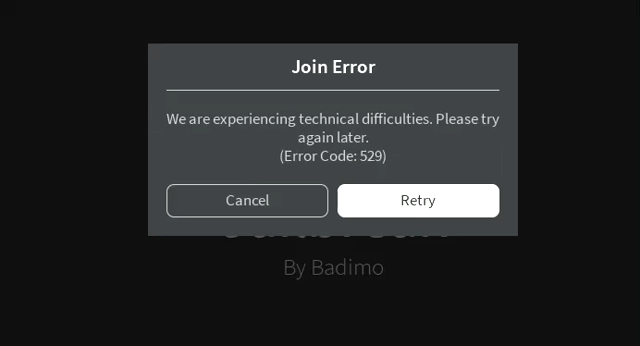 Join Error
We are experiencing technical difficulties. Please try
again later.
(Error Code: 529)
Cancel
Retry
By Badimo